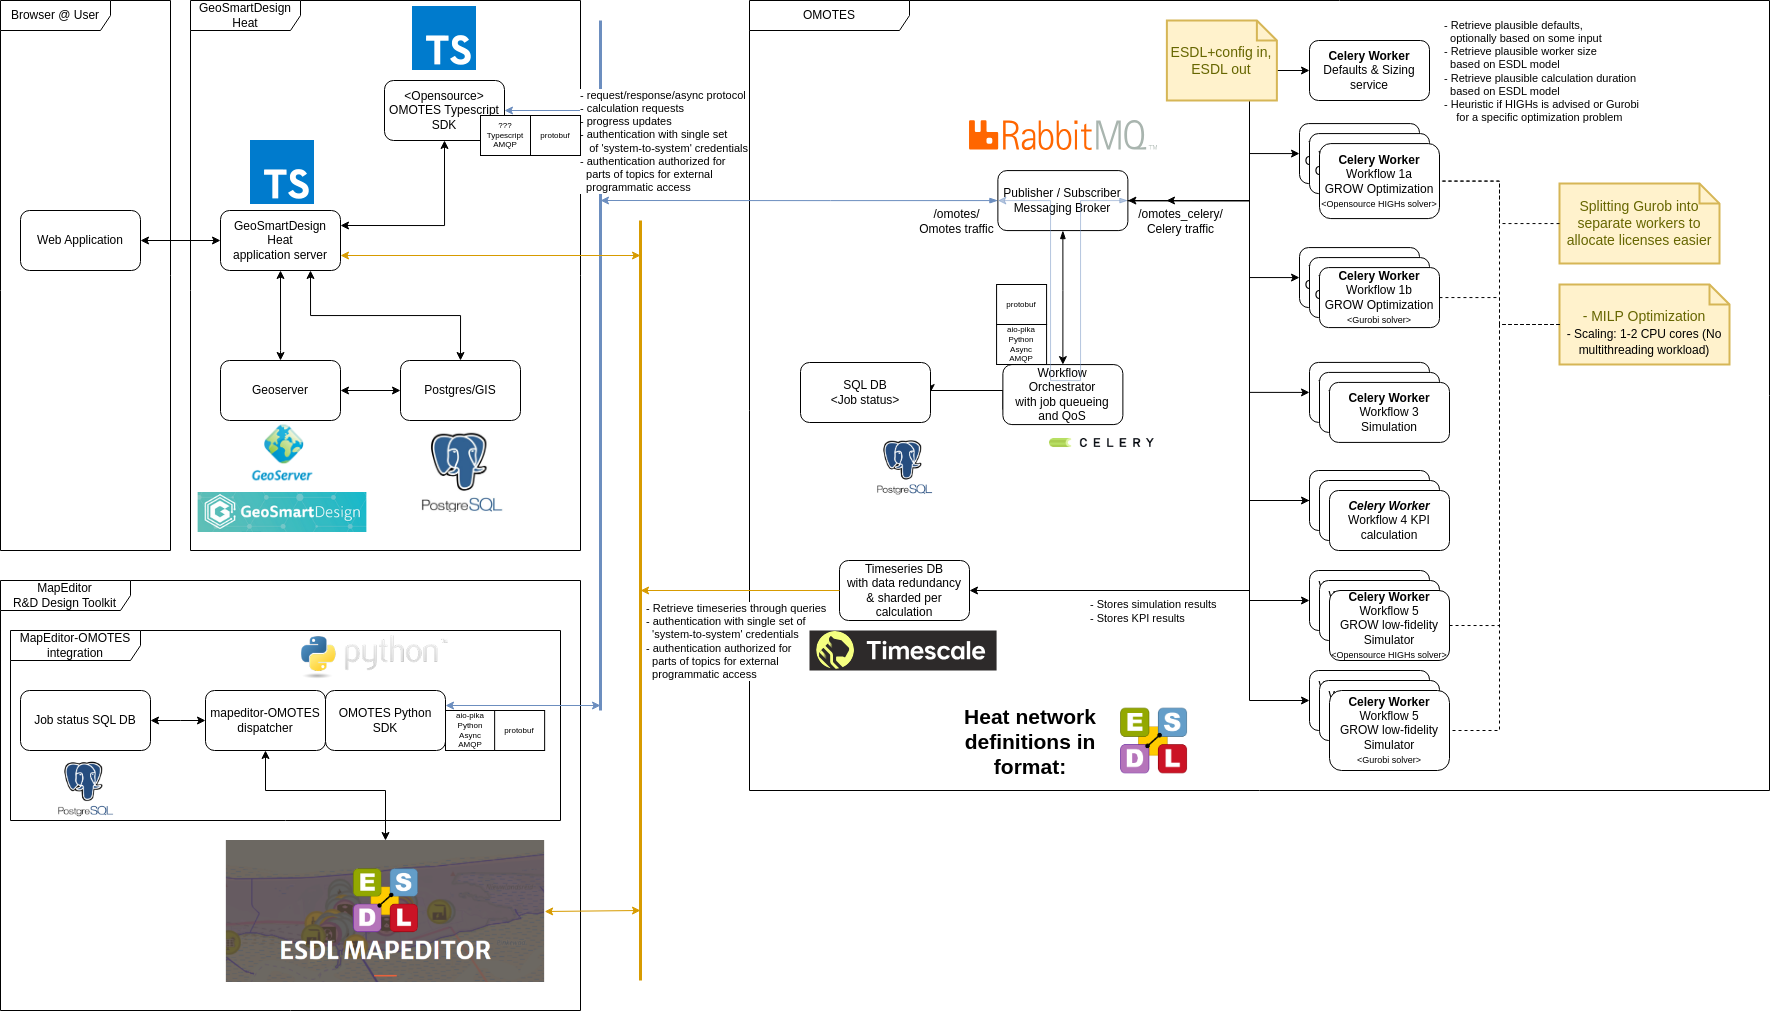 Browser @ User
Web Application
GeoSmartDesign
Heat
TS
<Opensource>
OMOTES Typescript
SDK
???
Typescript
AMQP
protobuf
TS
GeoSmartDesign
Heat
application server
Geoserver
Postgres/GIS
GeoServer
GeoSmartDesign
PostgreSQL
- request/response/async protocol
- calculation requests
- progress updates
- authentication with single set
of 'system-to-system' credentials
- authentication authorized for
parts of topics for external
programmatic access
MapEditor
R&D Design Toolkit
MapEditor-OMOTES
integration
python™
Job status SQL DB
mapeditor-OMOTES
dispatcher
OMOTES Python
SDK
aio-pika
Python
Async
AMQP
protobuf
PostgreSQL
E S
D L
ESDL MAPEDITOR
- Retrieve timeseries through queries
- authentication with single set of
'system-to-system' credentials
- authentication authorized for
parts of topics for external
programmatic access
OMOTES
RabbitMQ™
Publisher / Subscriber
Messaging Broker
/omotes/
Omotes traffic
/omotes_celery/
Celery traffic
protobuf
aio-pika
Python
Async
AMQP
Workflow
Orchestrator
with job queueing
and QoS
CELERY
SQL DB
<Job status>
PostgreSQL
Timeseries DB
with data redundancy
& sharded per
calculation
Timescale
- Stores simulation results
- Stores KPI results
Heat network
definitions in
format:
E S
D L
ESDL+config in,
ESDL out
Celery Worker
Defaults & Sizing
service
- Retrieve plausible defaults,
optionally based on some input
- Retrieve plausible worker size
based on ESDL model
- Retrieve plausible calculation duration
based on ESDL model
- Heuristic if HIGHs is advised or Gurobi
for a specific optimization problem
Celery Worker
Workflow 1a
GROW Optimization
<Opensource HIGHs solver>
Celery Worker
Workflow 1b
GROW Optimization
<Gurobi solver>
Celery Worker
Workflow 3
Simulation
Celery Worker
Workflow 4 KPI
calculation
Celery Worker
Workflow 5
GROW low-fidelity
Simulator
<Opensource HIGHs solver>
Celery Worker
Workflow 5
GROW low-fidelity
Simulator
<Gurobi solver>
Splitting Gurob into
separate workers to
allocate licenses easier
- MILP Optimization
- Scaling: 1-2 CPU cores (No
multithreading workload)